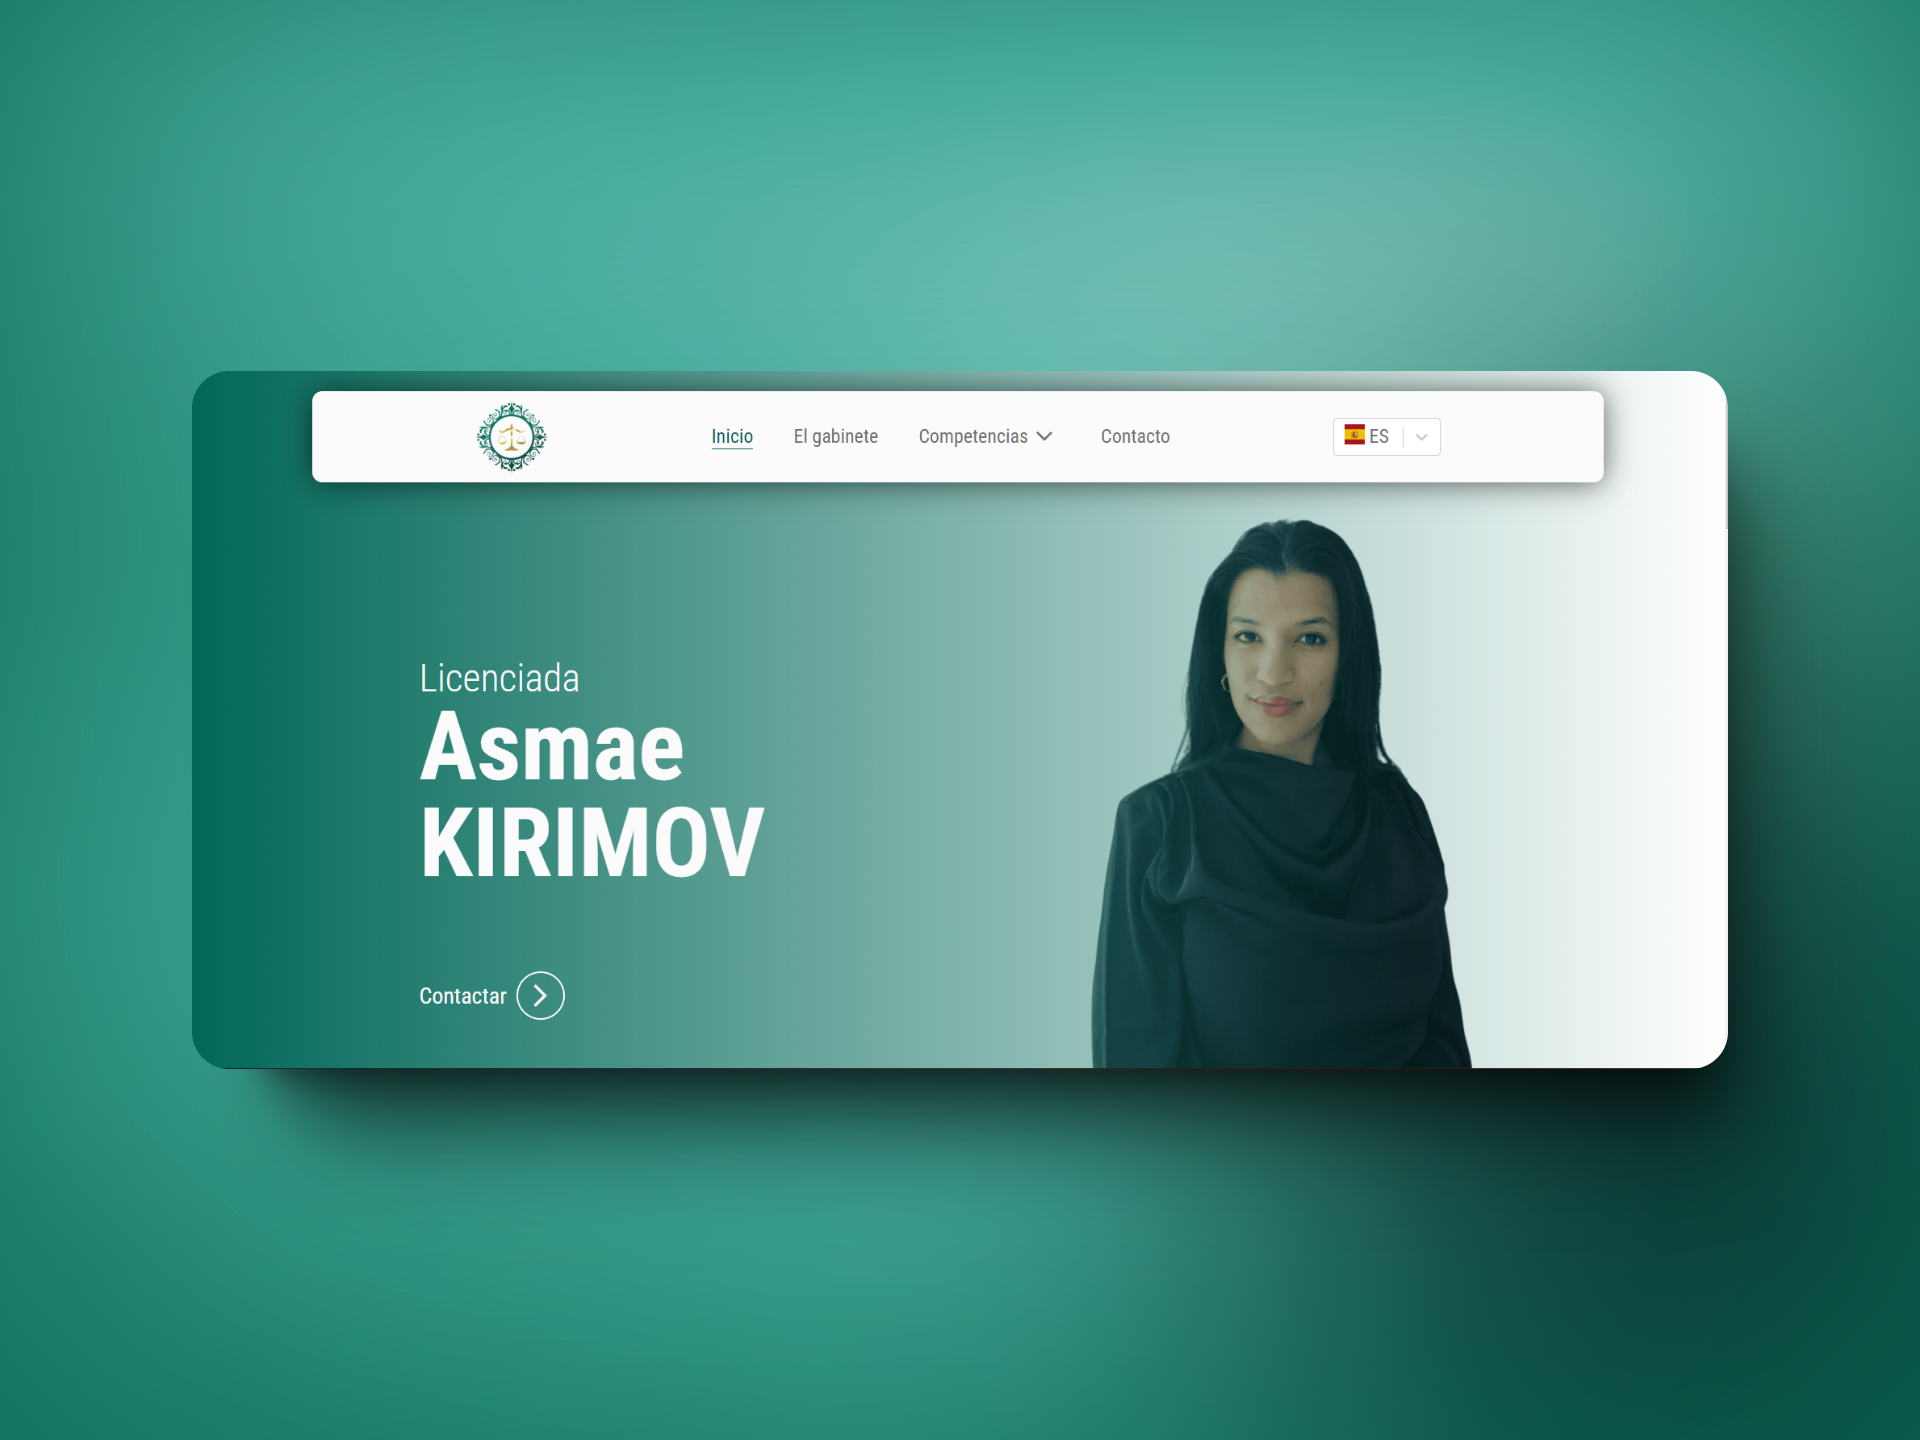 Inicio El gabinete Competencias Contacto ES
Licenciada
Asmae
KIRIMOV
Contactar